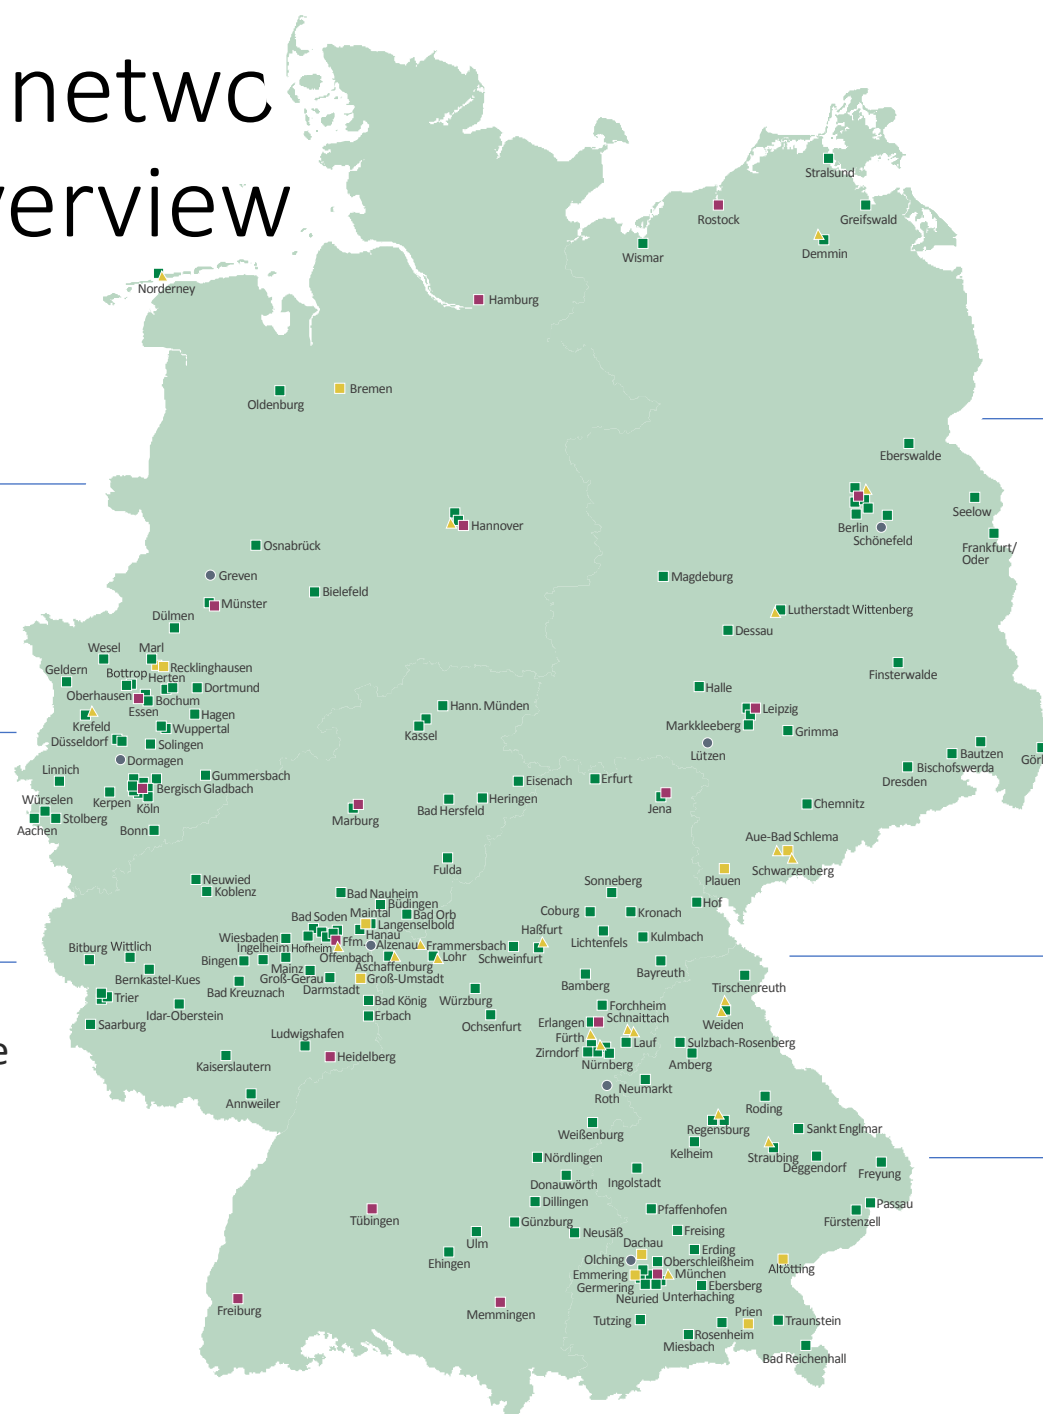 netwo
verview
Stralsund
Rostock
Greifswald
Wismar
Demmin
Norderney
Hamburg
Bremen
Oldenburg
Eberswalde
Seelow
Hannover
Berlin
Schönefeld
Osnabrück
Frankfurt/
Oder
Greven
Magdeburg
Bielefeld
Münster
Lutherstadt Wittenberg
Dülmen
Dessau
Wesel
Marl
Recklinghausen
Geldern
Bottrop
Herten
Finsterwalde
Oberhausen
Dortmund
Halle
Bochum
Essen
Hann. Münden
Leipzig
Krefeld
Hagen
Markkleeberg
Wuppertal
Kassel
Grimma
Düsseldorf
Solingen
Lützen
Bautzen
Görl
Dormagen
Bischofswerda
Linnich
Gummersbach
Eisenach
Erfurt
Dresden
Bergisch Gladbach
Würselen
Kerpen
Köln
Heringen
Bad Hersfeld
Jena
Chemnitz
Stolberg
Marburg
Aachen
Bonn
Aue-Bad Schlema
Fulda
Schwarzenberg
Plauen
Neuwied
Sonneberg
Koblenz
Bad Nauheim
Büdingen
Hof
Maintal
Bad Orb
Coburg
Kronach
Bad Soden
Langenselbold
Haßfurt
Wiesbaden
Hanau
Lichtenfels
Kulmbach
Ingelheim
Hofheim
Ffm.
Alzenau
Frammersbach
Bitburg
Wittlich
Offenbach
Lohr
Schweinfurt
Bingen
Mainz
Aschaffenburg
Bayreuth
Bernkastel-Kues
Groß-Gerau
Groß-Umstadt
Bamberg
Tirschenreuth
Bad Kreuznach
Darmstadt
Trier
Bad König
Würzburg
Forchheim
Idar-Oberstein
Erbach
Schnaittach
Saarburg
Ochsenfurt
Erlangen
Weiden
Ludwigshafen
Fürth
Lauf
Sulzbach-Rosenberg
e
Heidelberg
Zirndorf
Kaiserslautern
Nürnberg
Amberg
Neumarkt
Annweiler
Roth
Roding
Weißenburg
Regensburg
Sankt Englmar
Kelheim
Nördlingen
Straubing
Deggendorf
Freyung
Donauwörth
Ingolstadt
Dillingen
Pfaffenhofen
Passau
Tübingen
Günzburg
Fürstenzell
Neusäß
Freising
Ulm
Dachau
Erding
Ehingen
Olching
Oberschleißheim
Altötting
Emmering
München
Germering
Ebersberg
Neuried
Unterhaching
Freiburg
Memmingen
Prien
Tutzing
Traunstein
Rosenheim
Miesbach
Bad Reichenhall